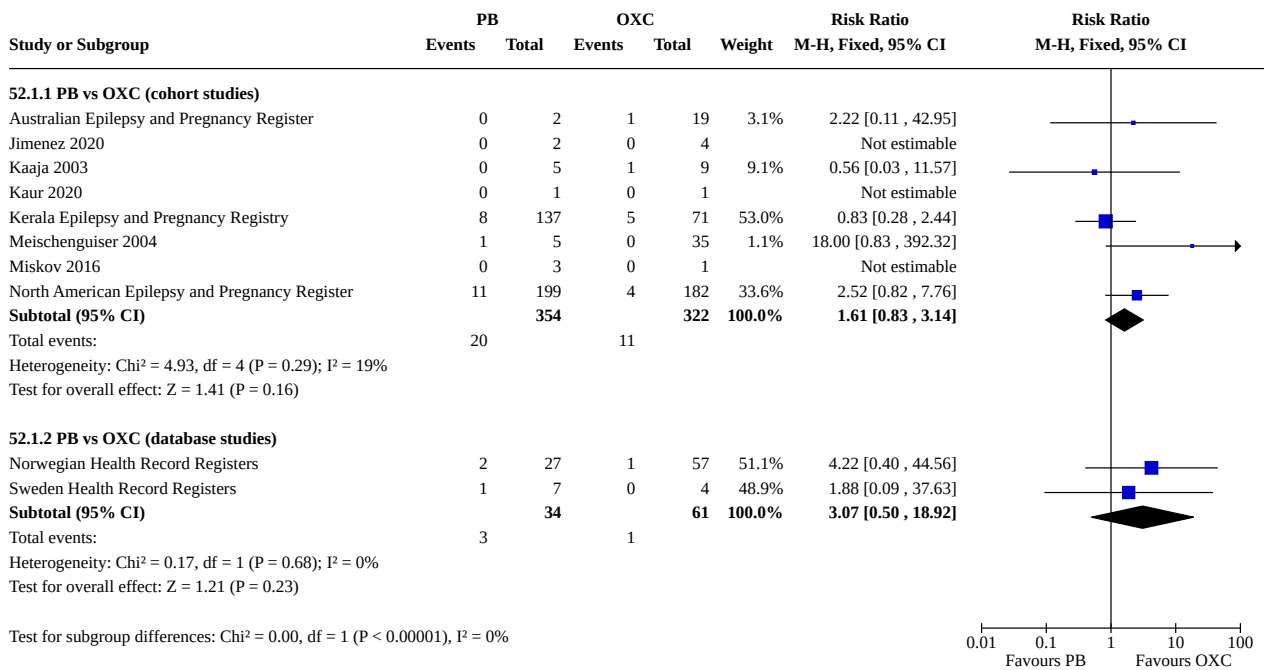 PB OXC Risk Ratio Risk Ratio
Study or Subgroup Events Total Events Total Weight M-H, Fixed, 95% CI M-H, Fixed, 95% CI
52.1.1 PB vs OXC (cohort studies)
Australian Epilepsy and Pregnancy Register 0 2 1 19 3.1% 2.22 [0.11 , 42.95]
Jimenez 2020 0 2 0 4 Not estimable
Kaaja 2003 0 5 1 9 9.1% 0.56 [0.03 , 11.57]
Kaur 2020 0 1 0 1 Not estimable
Kerala Epilepsy and Pregnancy Registry 8 137 5 71 53.0% 0.83 [0.28 , 2.44]
Meischenguiser 2004 1 5 0 35 1.1% 18.00 [0.83 , 392.32]
Miskov 2016 0 3 0 1 Not estimable
North American Epilepsy and Pregnancy Register 11 199 4 182 33.6% 2.52 [0.82 , 7.76]
Subtotal (95% CI) 354 322 100.0% 1.61 [0.83 , 3.14]
Total events: 20 11
Heterogeneity: Chi² = 4.93, df = 4 (P = 0.29); I² = 19%
Test for overall effect: Z = 1.41 (P = 0.16)
52.1.2 PB vs OXC (database studies)
Norwegian Health Record Registers 2 27 1 57 51.1% 4.22 [0.40 , 44.56]
Sweden Health Record Registers 1 7 0 4 48.9% 1.88 [0.09 , 37.63]
Subtotal (95% CI) 34 61 100.0% 3.07 [0.50 , 18.92]
Total events: 3 1
Heterogeneity: Chi² = 0.17, df = 1 (P = 0.68); I² = 0%
Test for overall effect: Z = 1.21 (P = 0.23)
Test for subgroup differences: Chi² = 0.00, df = 1 (P < 0.00001), I² = 0%
0.01 0.1 1 10 100
Favours PB Favours OXC